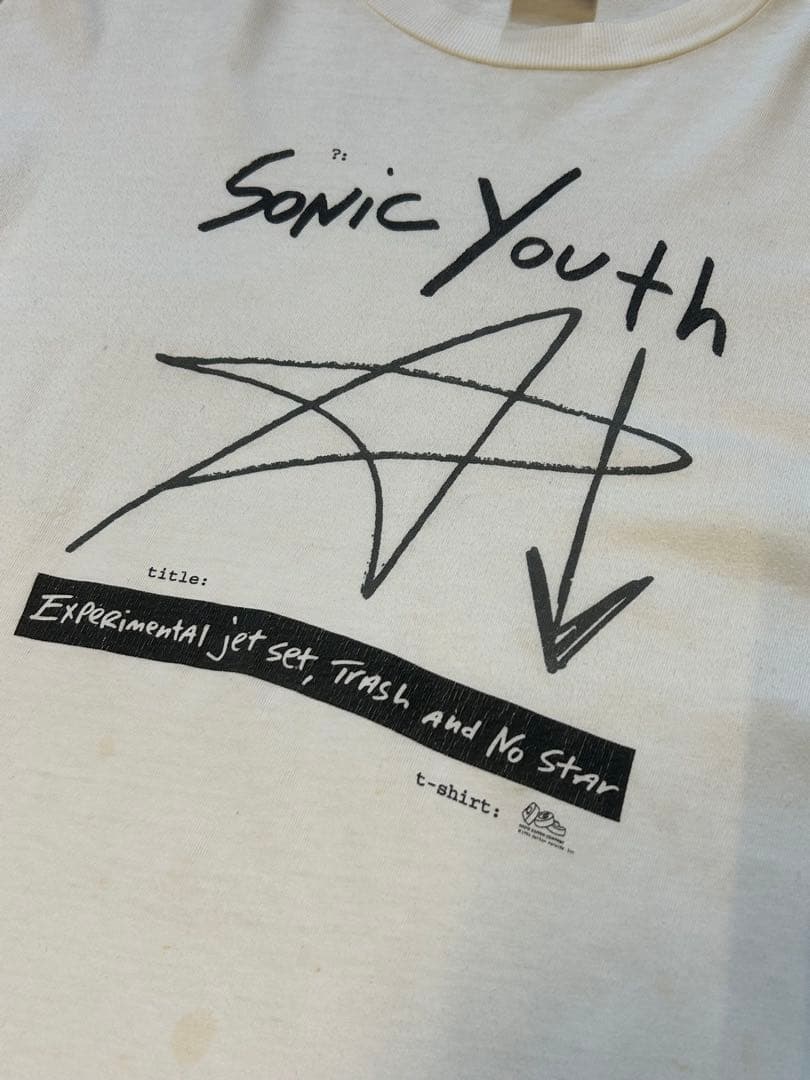 ?:
Sonic Youth
title:
Experimental jet set, Trash and No Star
t-shirt: